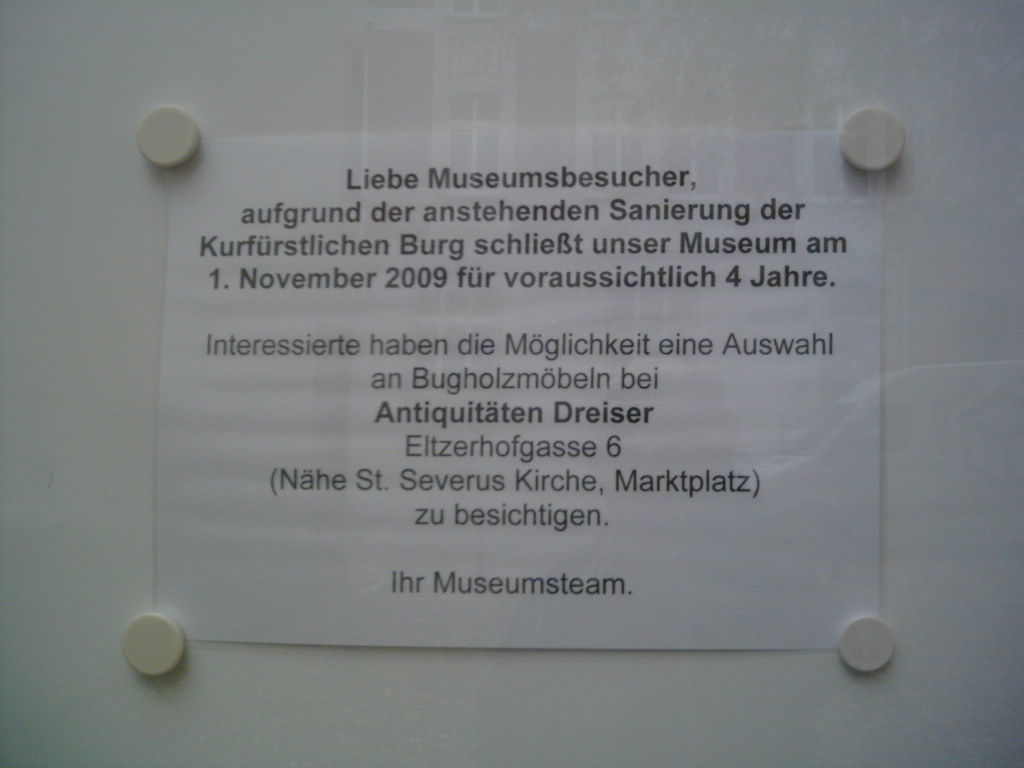 Liebe Museumsbesucher,
aufgrund der anstehenden Sanierung der
Kurfürstlichen Burg schließt unser Museum am
1. November 2009 für voraussichtlich 4 Jahre.
Interessierte haben die Möglichkeit eine Auswahl
an Bugholzmöbeln bei
Antiquitäten Dreiser
Eltzerhofgasse 6
(Nähe St. Severus Kirche, Marktplatz)
zu besichtigen.
Ihr Museumsteam.